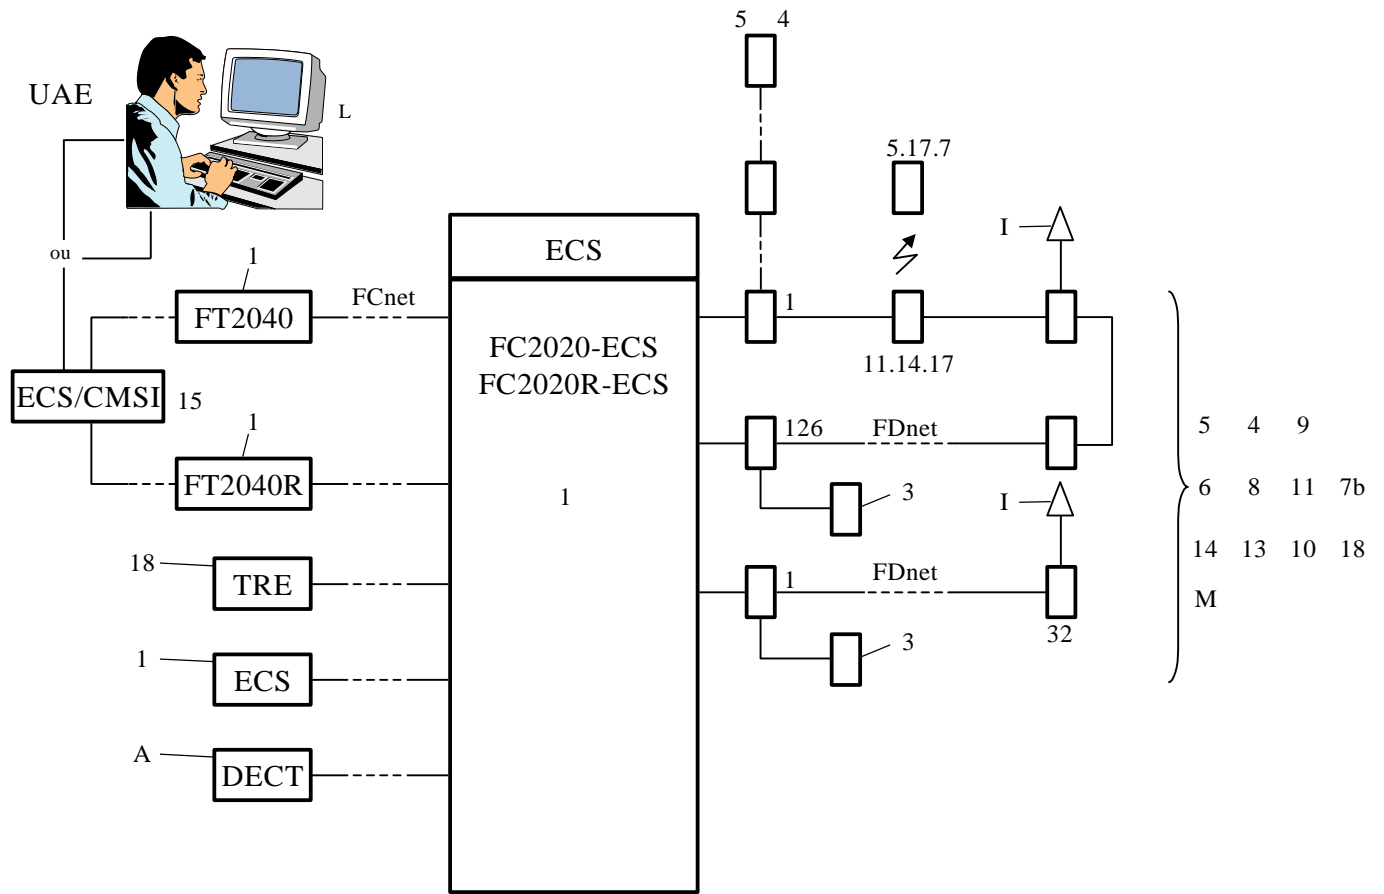 5 4
UAE
L
5.17.7
I
ou
1
ECS
FT2040
FCnet
1
FC2020-ECS
FC2020R-ECS
11.14.17
ECS/CMSI
15
1
126
FDnet
5 4 9
FT2040R
1
3
I
6 8 11 7b
18
TRE
1
FDnet
14 13 10 18
M
32
1
ECS
3
A
DECT